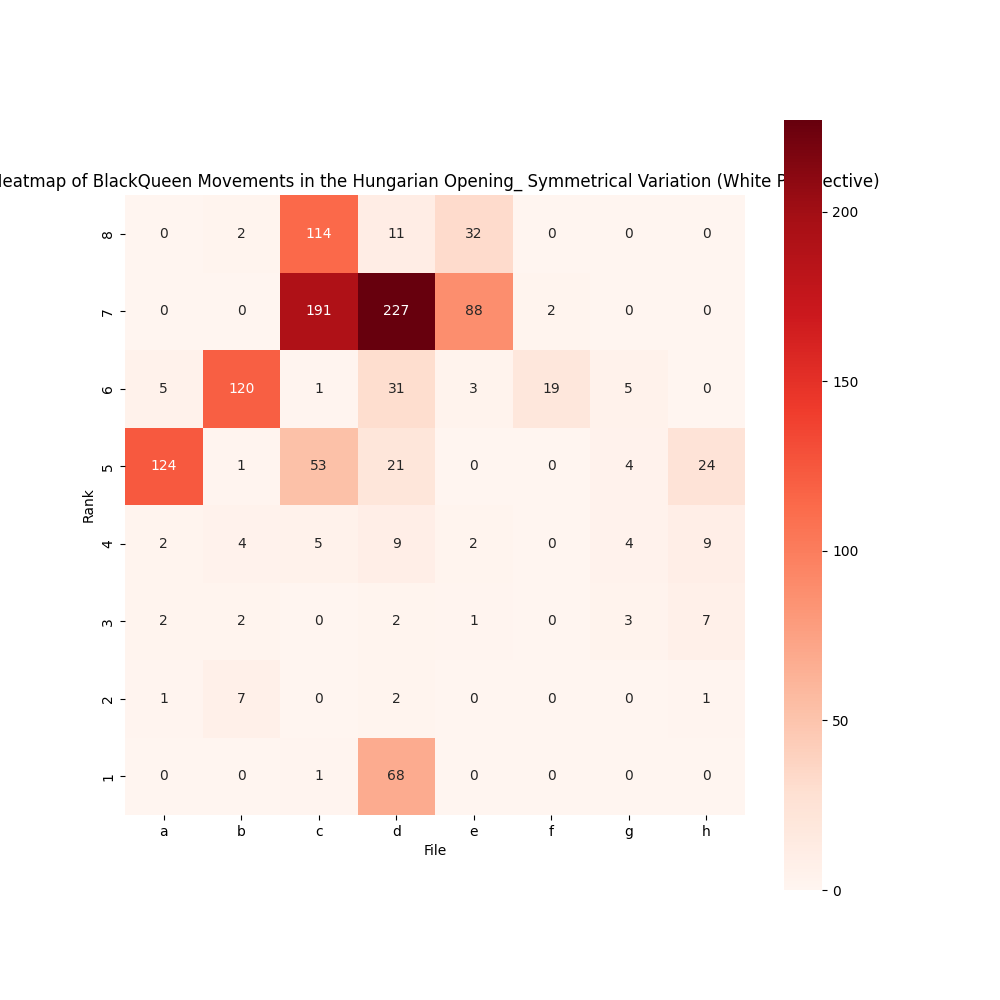 eatmap of BlackQueen Movements in the Hungarian Opening_ Symmetrical Variation (White P ective)
200
8 0 2 114 11 32 0 0 0
7 0 0 191 227 88 2 0 0
150
6 5 120 1 31 3 19 5 0
5 124 1 53 21 0 0 4 24
Rank
4 2 4 5 9 2 0 4 9
100
3 2 2 0 2 1 0 3 7
2 1 7 0 2 0 0 0 1
50
1 0 0 1 68 0 0 0 0
a b c d e f g h
File
0